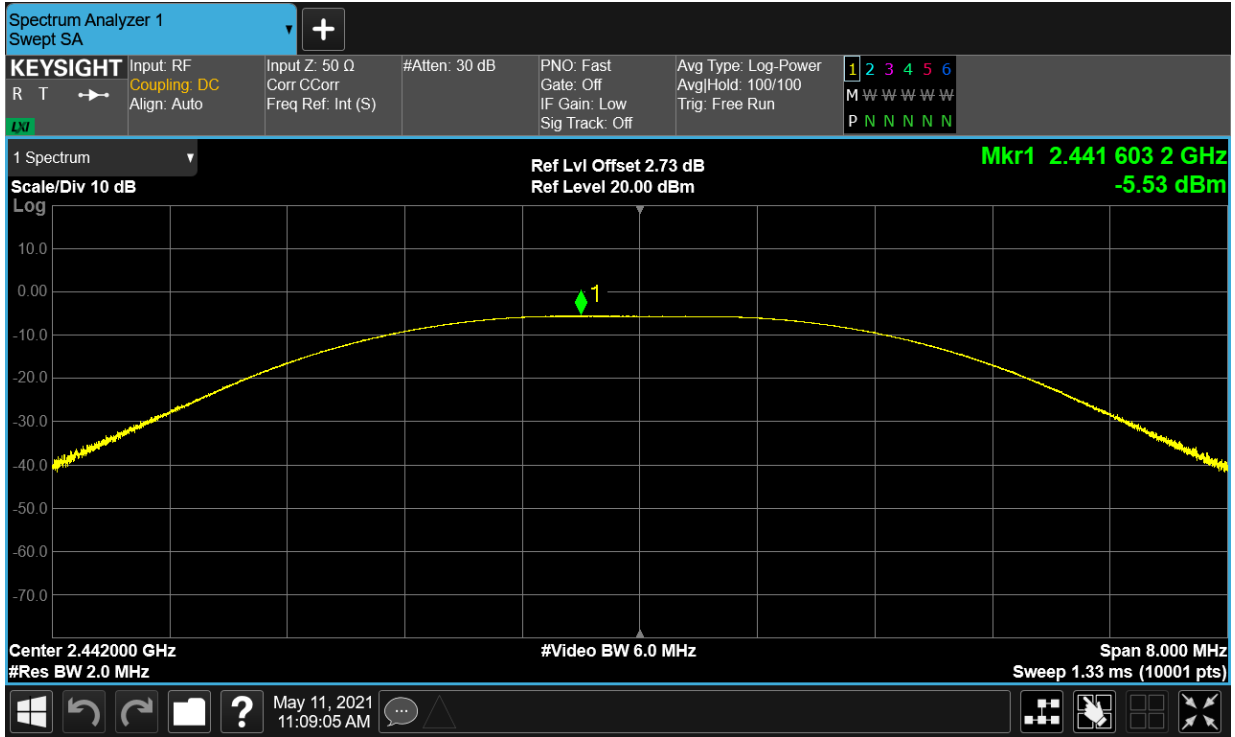 Spectrum Analyzer 1
Swept SA
+
KEYSIGHT
R T
LXI
Input: RF
Coupling: DC
Align: Auto
Input Z: 50 Ω
Corr CCorr
Freq Ref: Int (S)
#Atten: 30 dB
PNO: Fast
Gate: Off
IF Gain: Low
Sig Track: Off
Avg Type: Log-Power
Avg|Hold: 100/100
Trig: Free Run
1 2 3 4 5 6
M W W W W W
P N N N N N
1 Spectrum
Scale/Div 10 dB
Log
Ref Lvl Offset 2.73 dB
Ref Level 20.00 dBm
Mkr1 2.441 603 2 GHz
-5.53 dBm
1
10.0
0.00
-10.0
-20.0
-30.0
-40.0
-50.0
-60.0
-70.0
Center 2.442000 GHz
#Res BW 2.0 MHz
#Video BW 6.0 MHz
Span 8.000 MHz
Sweep 1.33 ms (10001 pts)
?
May 11, 2021
11:09:05 AM